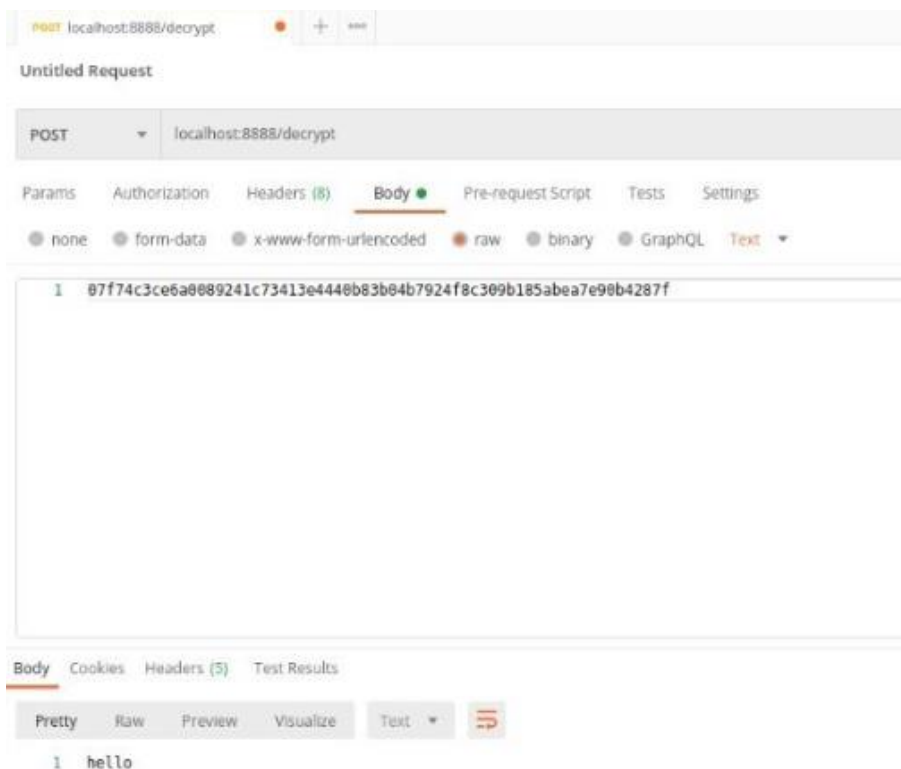 POST localhost:8888/decrypt
Untitled Request
POST localhost:8888/decrypt
Params Authorization Headers (8) Body Pre-request Script Tests Settings
none form-data x-www-form-urlencoded raw binary GraphQL Text
1 07f74c3ce6a0089241c73413e4440b83b04b7924f8c309b185abea7e90b4287f
Body Cookies Headers (5) Test Results
Pretty Raw Preview Visualize Text
1 hello